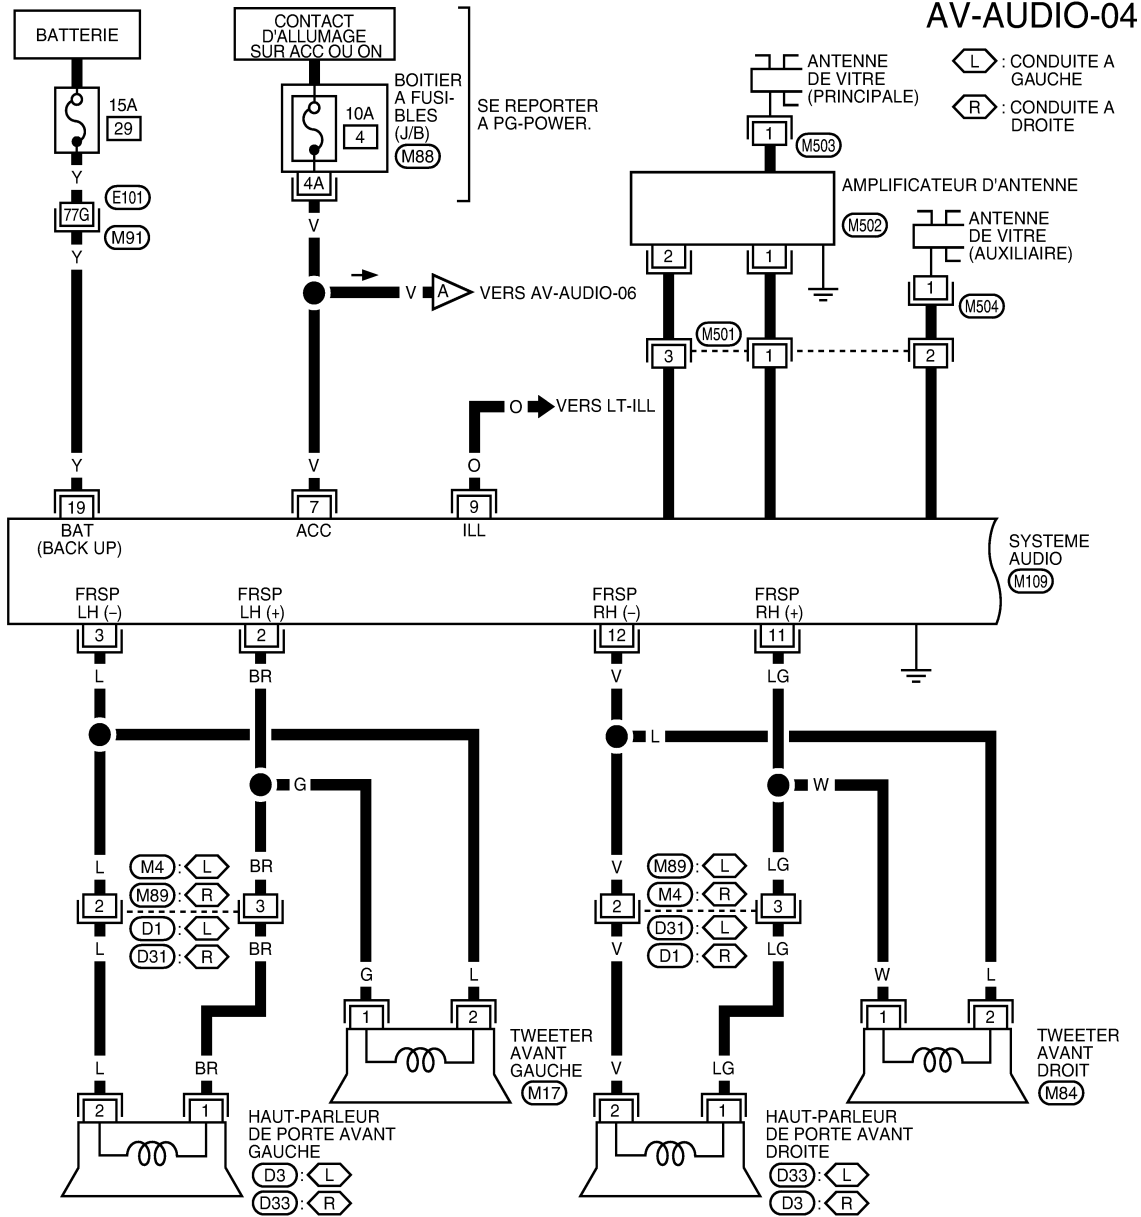 AV-AUDIO-04
BATTERIE
CONTACT
D'ALLUMAGE
SUR ACC OU ON
L : CONDUITE A
GAUCHE
R : CONDUITE A
DROITE
15A
29
10A
4
BOITIER
A FUSI-
BLES
(J/B)
M88
SE REPORTER
A PG-POWER.
ANTENNE
DE VITRE
(PRINCIPALE)
1
M503
Y
4A
77G
E101
M91
Y
V
AMPLIFICATEUR D'ANTENNE
M502
2 1
ANTENNE
DE VITRE
(AUXILIAIRE)
1
M504
V A VERS AV-AUDIO-06
M501
3 1 2
O VERS LT-ILL
Y V O
19 7 9
BAT
(BACK UP)
ACC
ILL
SYSTEME
AUDIO
M109
FRSP
LH (–)
FRSP
LH (+)
FRSP
RH (–)
FRSP
RH (+)
3 2 12 11
L BR V LG
L
G W
L BR V LG
M4 : L
M89 : R
M89 : L
M4 : R
2 3 2 3
D1 : L
D31 : R
D31 : L
D1 : R
L BR V LG
G L W L
1 2 1 2
TWEETER
AVANT
GAUCHE
M17
TWEETER
AVANT
DROIT
M84
L BR V LG
2 1 2 1
HAUT-PARLEUR
DE PORTE AVANT
GAUCHE
D3 : L
D33 : R
HAUT-PARLEUR
DE PORTE AVANT
DROITE
D33 : L
D3 : R